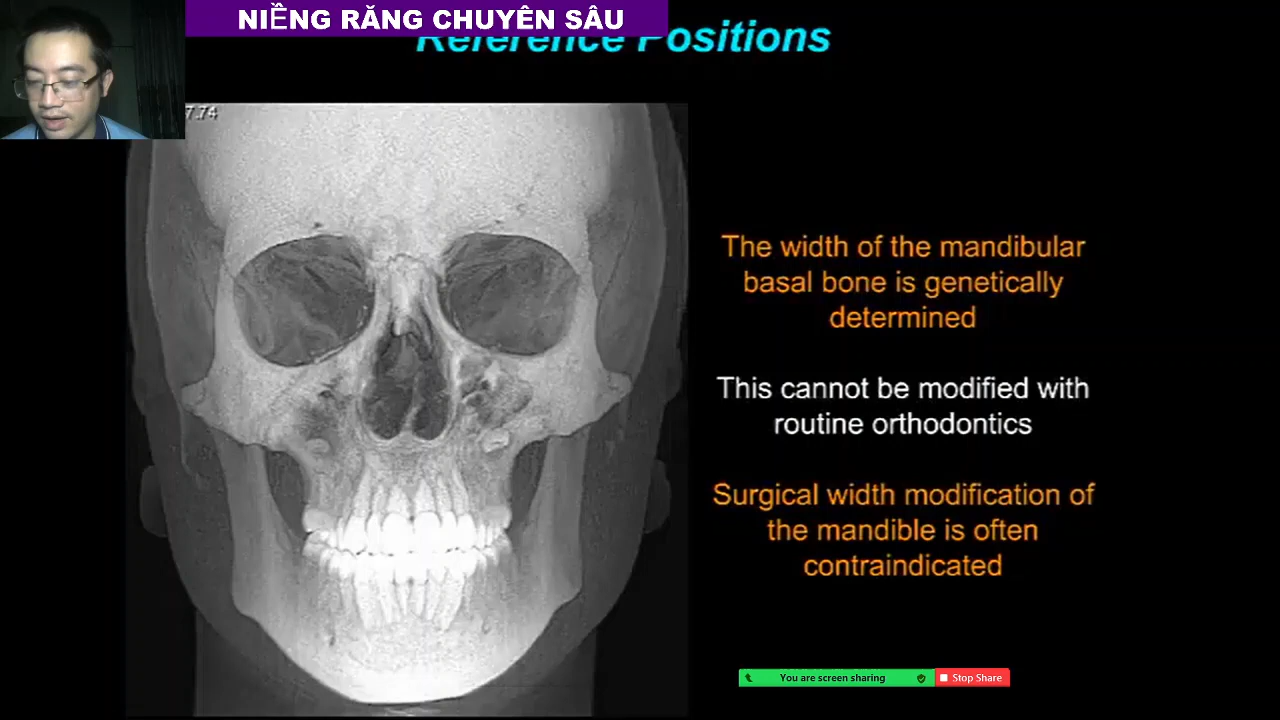 NIỀNG RĂNG CHUYÊN SÂU
Reference Positions
7.74
The width of the mandibular
basal bone is genetically
determined
This cannot be modified with
routine orthodontics
Surgical width modification of
the mandible is often
contraindicated
You are screen sharing
Stop Share